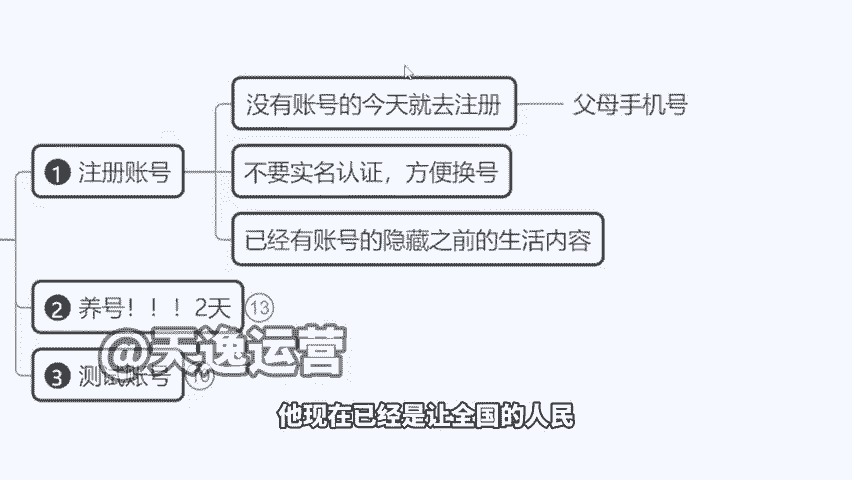 没有账号的今天就去注册 父母手机号
1 注册账号
不要实名认证，方便换号
已经有账号的隐藏之前的生活内容
2 养号！！！2天 13
@天逸运营
3 测试账号
他现在已经是让全国的人民